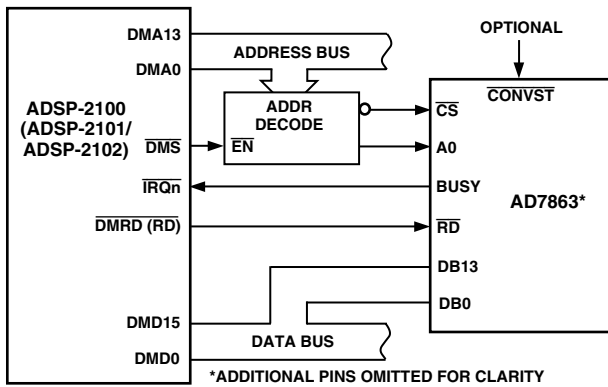 DMA13
ADDRESS BUS
DMA0
OPTIONAL
ADSP-2100
(ADSP-2101/
ADSP-2102)
ADDR
DECODE
EN
DMS
IRQn
DMRD (RD)
CONVST
CS
A0
BUSY
AD7863*
RD
DB13
DB0
DMD15
DATA BUS
DMD0
*ADDITIONAL PINS OMITTED FOR CLARITY